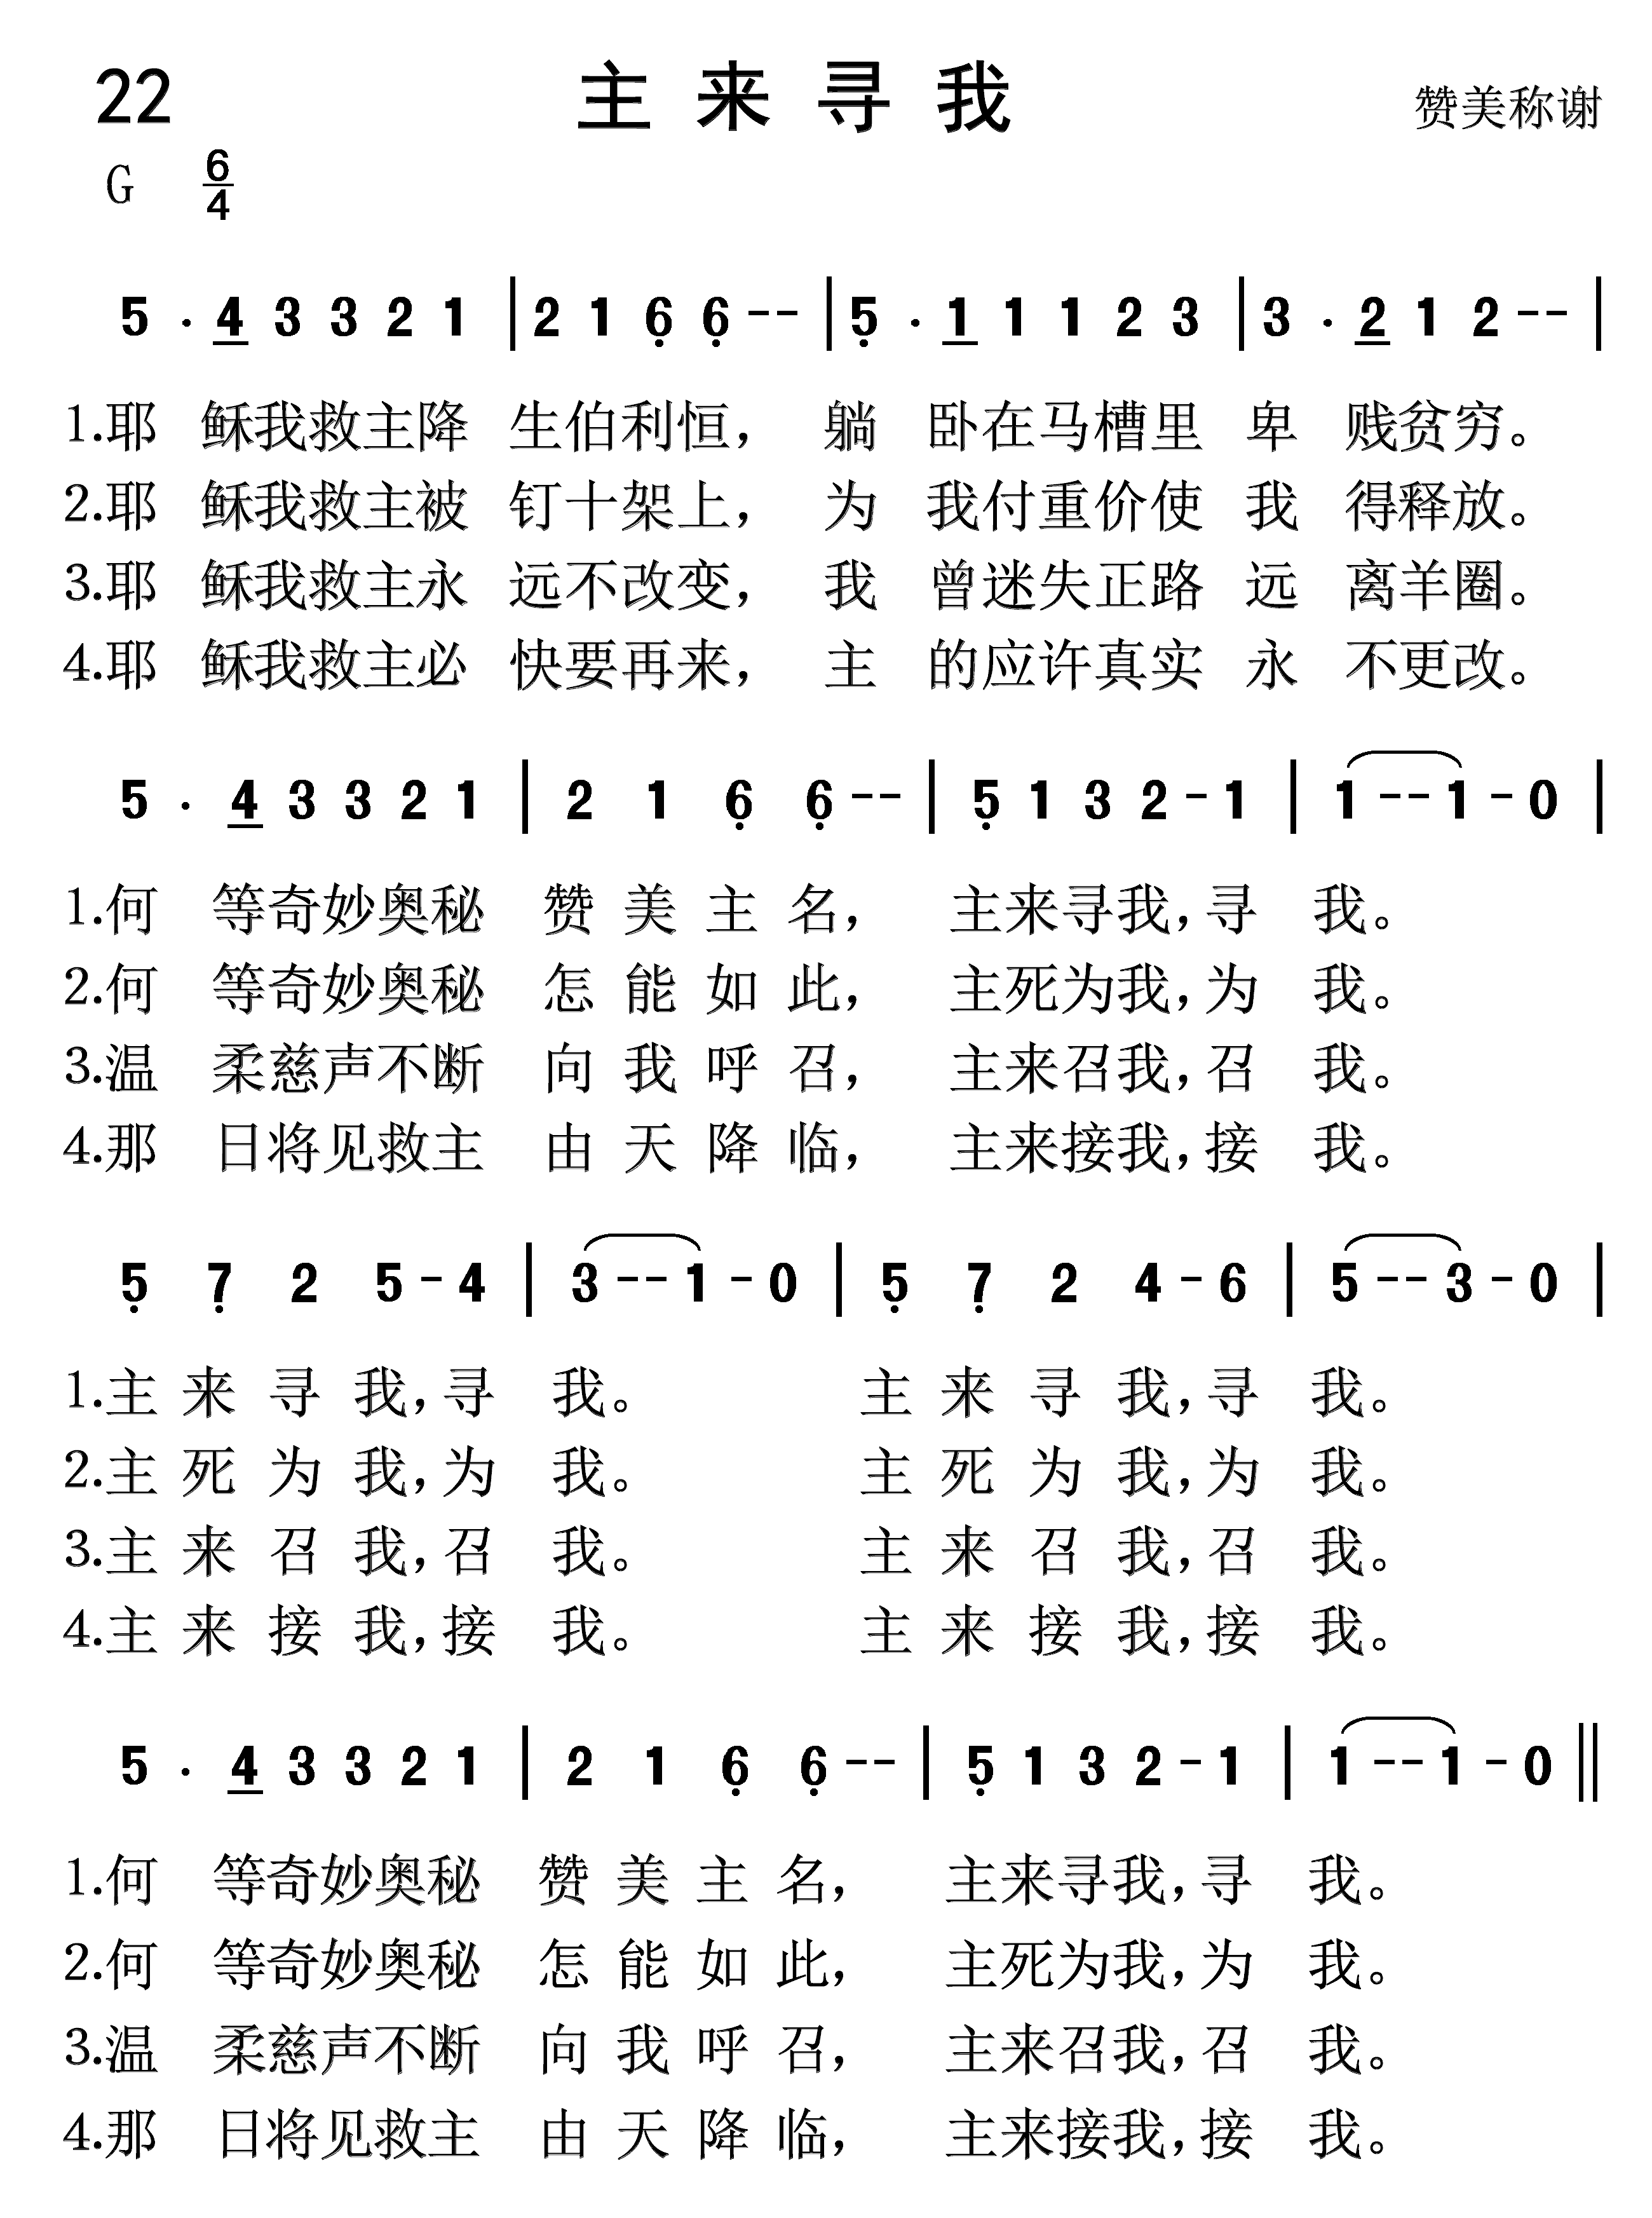 22 主来寻我 赞美称谢
G 6/4
5 · 4 3 3 2 1 | 2 1 6 6 - - | 5 · 1 1 1 2 3 | 3 · 2 1 2 - - |
1.耶稣我救主降生伯利恒，躺卧在马槽里卑贱贫穷。
2.耶稣我救主被钉十架上，为我付重价使我得释放。
3.耶稣我救主永远不改变，我曾迷失正路远离羊圈。
4.耶稣我救主必快要再来，主的应许真实永不更改。
5 · 4 3 3 2 1 | 2 1 6 6 - - | 5 1 3 2 - 1 | 1 - - 1 - 0 |
1.何等奇妙奥秘赞美主名，主来寻我，寻我。
2.何等奇妙奥秘怎能如此，主死为我，为我。
3.温柔慈声不断向我呼召，主来召我，召我。
4.那日将见救主由天降临，主来接我，接我。
5 7 2 5 - 4 | 3 - - 1 - 0 | 5 7 2 4 - 6 | 5 - - 3 - 0 |
1.主来寻我，寻我。主来寻我，寻我。
2.主死为我，为我。主死为我，为我。
3.主来召我，召我。主来召我，召我。
4.主来接我，接我。主来接我，接我。
5 · 4 3 3 2 1 | 2 1 6 6 - - | 5 1 3 2 - 1 | 1 - - 1 - 0 ||
1.何等奇妙奥秘赞美主名，主来寻我，寻我。
2.何等奇妙奥秘怎能如此，主死为我，为我。
3.温柔慈声不断向我呼召，主来召我，召我。
4.那日将见救主由天降临，主来接我，接我。